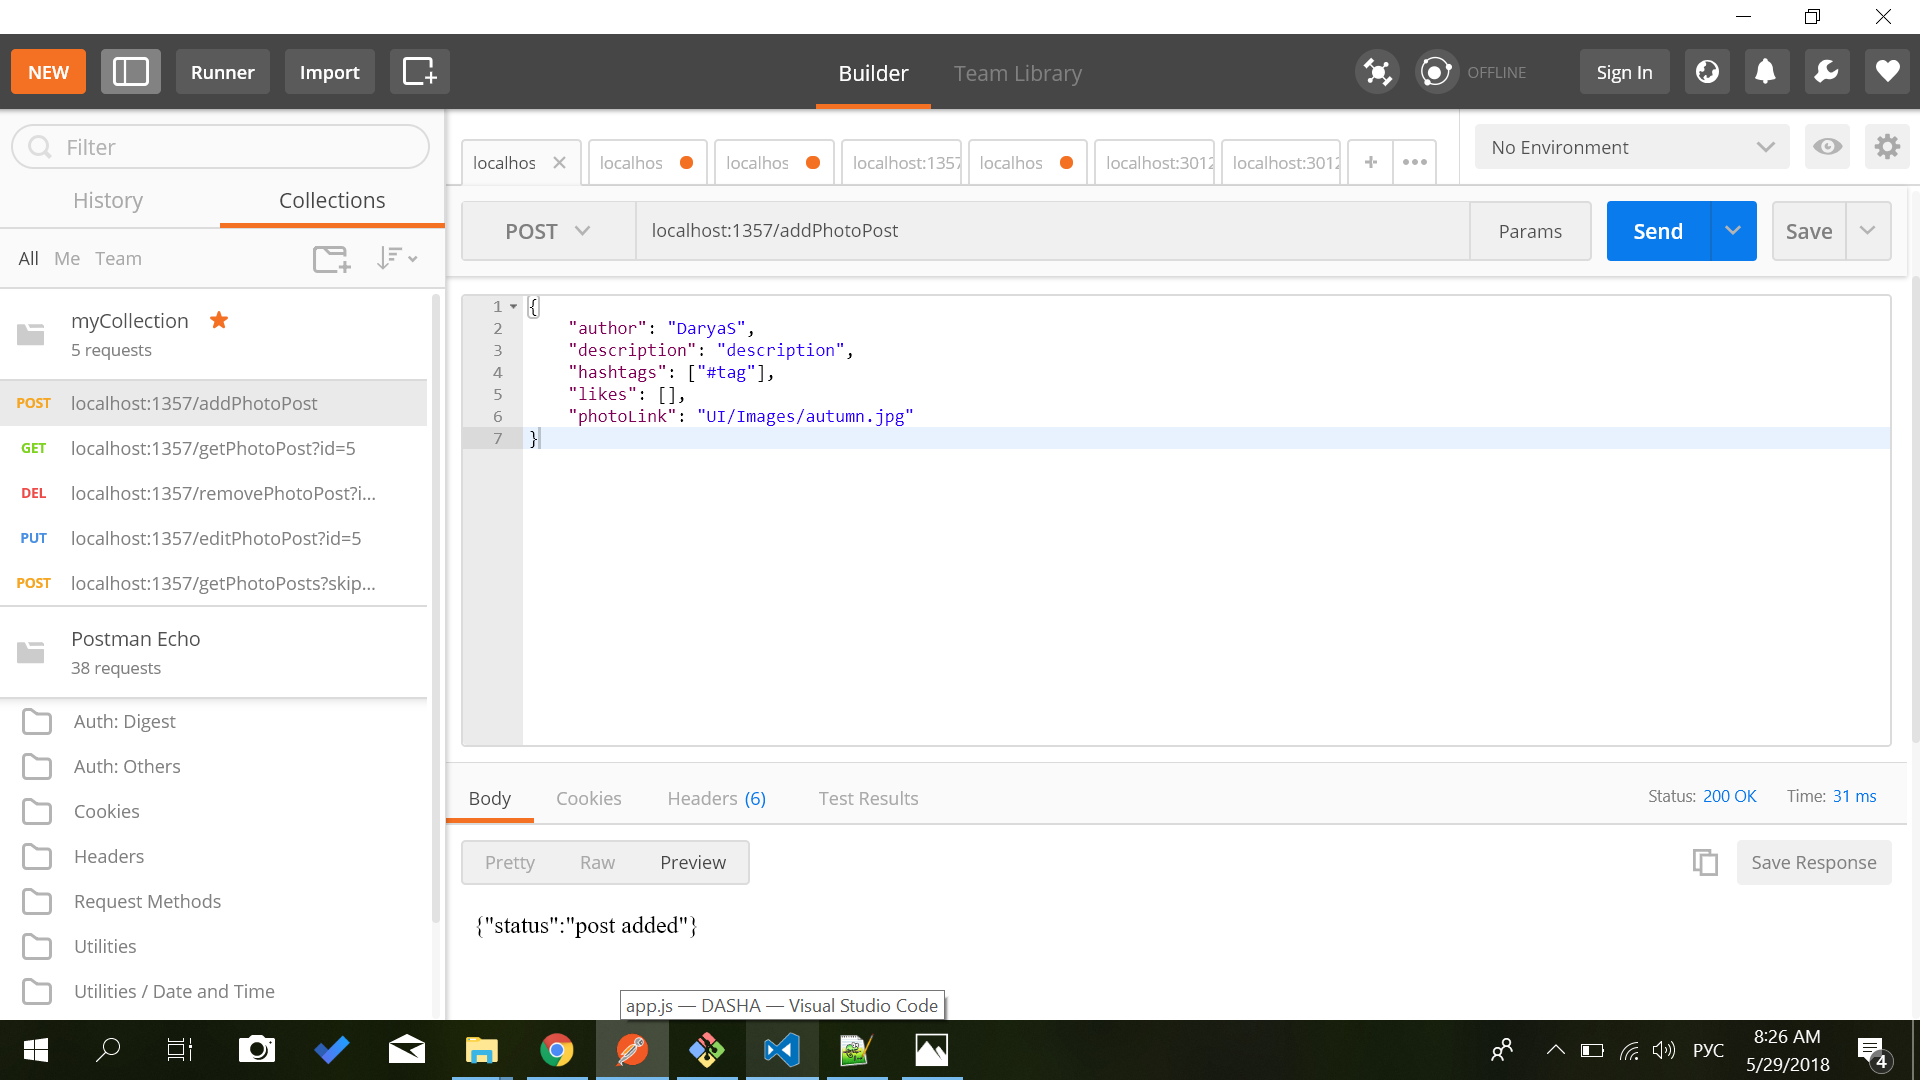 NEW
Runner
Import
Builder
Team Library
OFFLINE
Sign In
Filter
History
Collections
All Me Team
myCollection
5 requests
POST localhost:1357/addPhotoPost
GET localhost:1357/getPhotoPost?id=5
DEL localhost:1357/removePhotoPost?i...
PUT localhost:1357/editPhotoPost?id=5
POST localhost:1357/getPhotoPosts?skip...
Postman Echo
38 requests
Auth: Digest
Auth: Others
Cookies
Headers
Request Methods
Utilities
Utilities / Date and Time
localhos
localhos
localhos
localhost:1357
localhos
localhost:3012
localhost:3012
No Environment
POST
localhost:1357/addPhotoPost
Params
Send
Save
1 {
2 "author": "DaryaS",
3 "description": "description",
4 "hashtags": ["#tag"],
5 "likes": [],
6 "photoLink": "UI/Images/autumn.jpg"
7 }
Body
Cookies
Headers (6)
Test Results
Status: 200 OK
Time: 31 ms
Pretty
Raw
Preview
Save Response
{"status":"post added"}
app.js — DASHA — Visual Studio Code
РУС
8:26 AM
5/29/2018
4